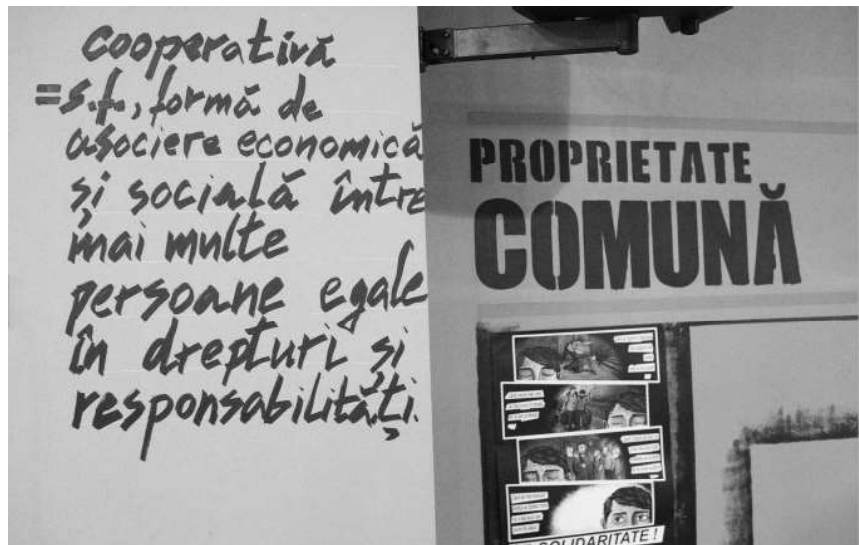 cooperativă
= s.f., formă de
asociere economică
și socială între
mai multe
persoane egale
în drepturi și
responsabilități.
PROPRIETATE
COMUNĂ
SOLIDARITATE !